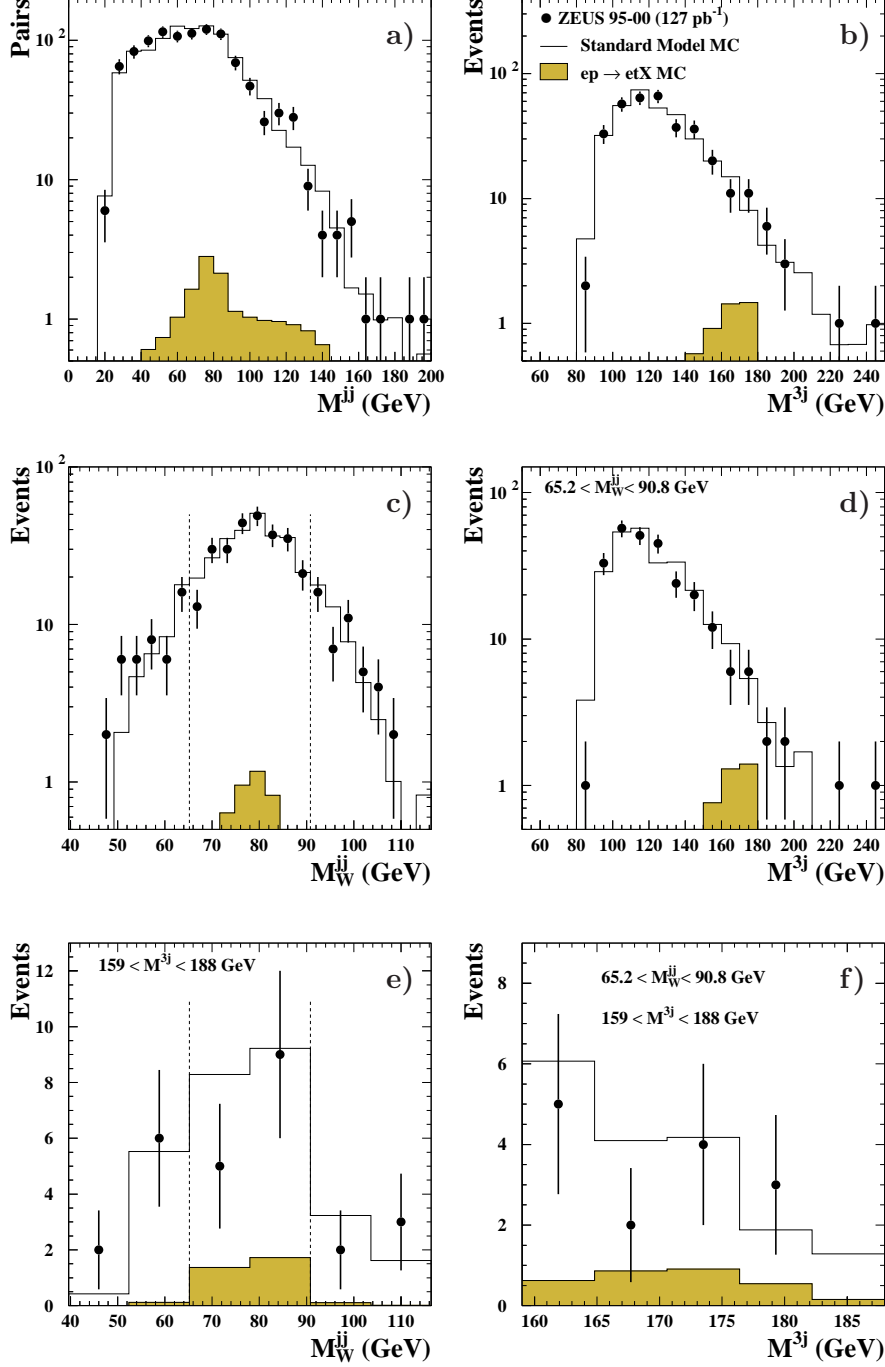 Pairs
a)
10²
10
1
0 20 40 60 80 100 120 140 160 180 200
M^jj (GeV)
Events
b)
ZEUS 95-00 (127 pb⁻¹)
Standard Model MC
ep → etX MC
10²
10
1
60 80 100 120 140 160 180 200 220 240
M^3j (GeV)
Events
c)
10²
10
1
40 50 60 70 80 90 100 110
M_W^jj (GeV)
Events
d)
65.2 < M_W^jj < 90.8 GeV
10²
10
1
60 80 100 120 140 160 180 200 220 240
M^3j (GeV)
Events
e)
159 < M^3j < 188 GeV
12
10
8
6
4
2
0
40 50 60 70 80 90 100 110
M_W^jj (GeV)
Events
f)
65.2 < M_W^jj < 90.8 GeV
159 < M^3j < 188 GeV
8
6
4
2
0
160 165 170 175 180 185
M^3j (GeV)